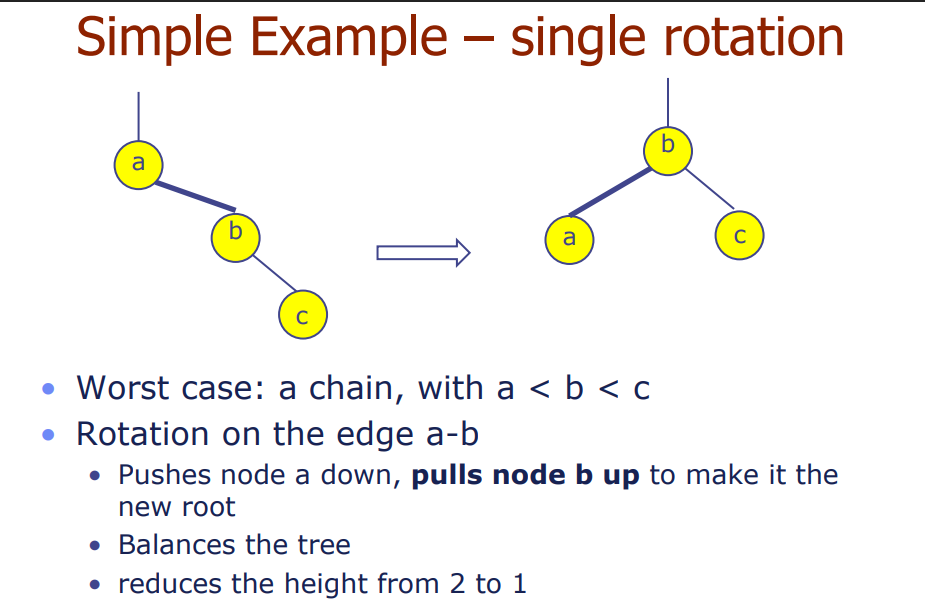 Simple Example – single rotation
a
b
b
a
c
c
• Worst case: a chain, with a < b < c
• Rotation on the edge a-b
• Pushes node a down, pulls node b up to make it the
new root
• Balances the tree
• reduces the height from 2 to 1